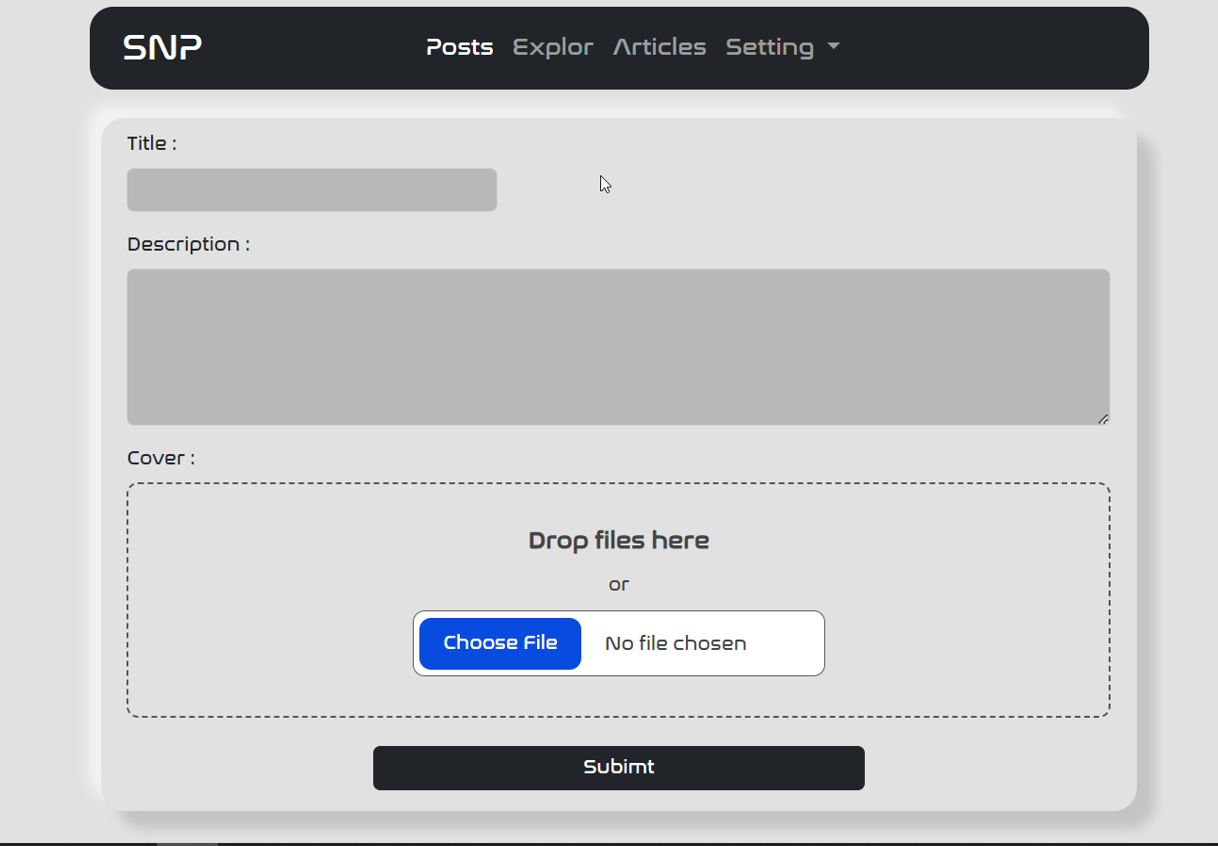 SNP Posts Explor Articles Setting
Title :
Description :
Cover :
Drop files here
or
Choose File No file chosen
Subimt